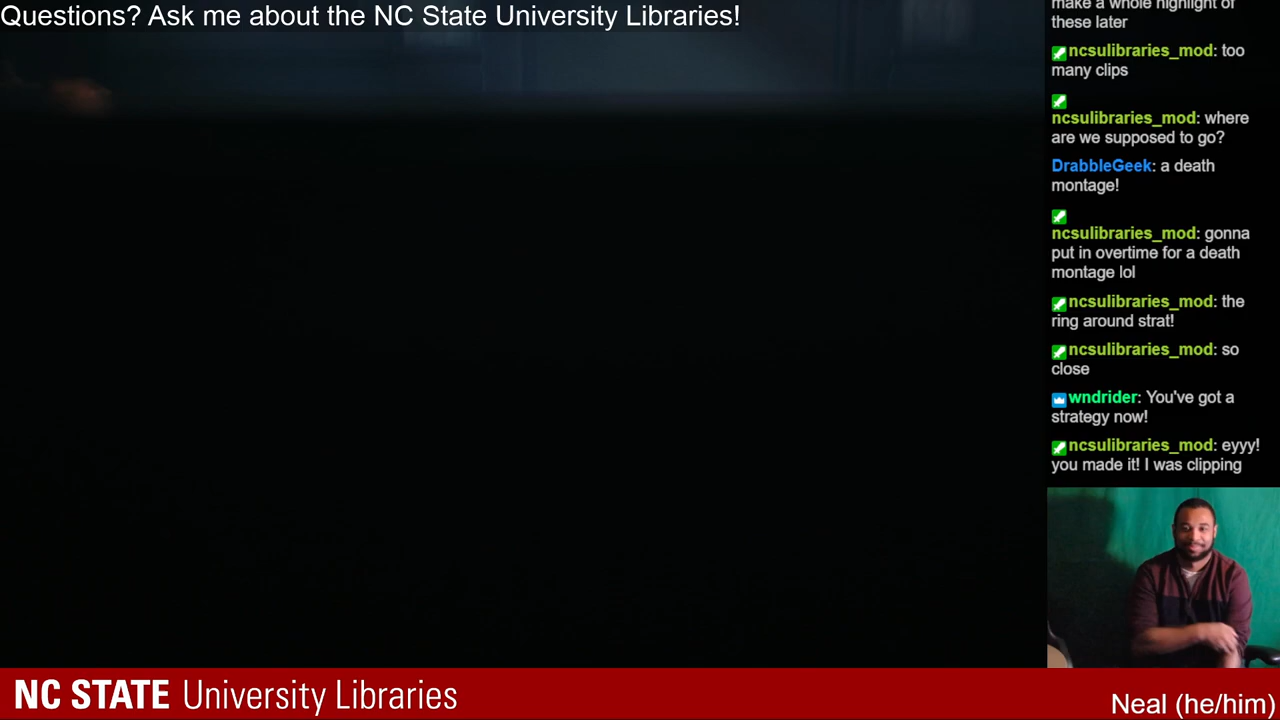 Questions? Ask me about the NC State University Libraries!
make a whole highlight of
these later
ncsulibraries_mod: too
many clips
ncsulibraries_mod: where
are we supposed to go?
DrabbleGeek: a death
montage!
ncsulibraries_mod: gonna
put in overtime for a death
montage lol
ncsulibraries_mod: the
ring around strat!
ncsulibraries_mod: so
close
wndrider: You've got a
strategy now!
ncsulibraries_mod: eyyy!
you made it! I was clipping
NC STATE University Libraries
Neal (he/him)